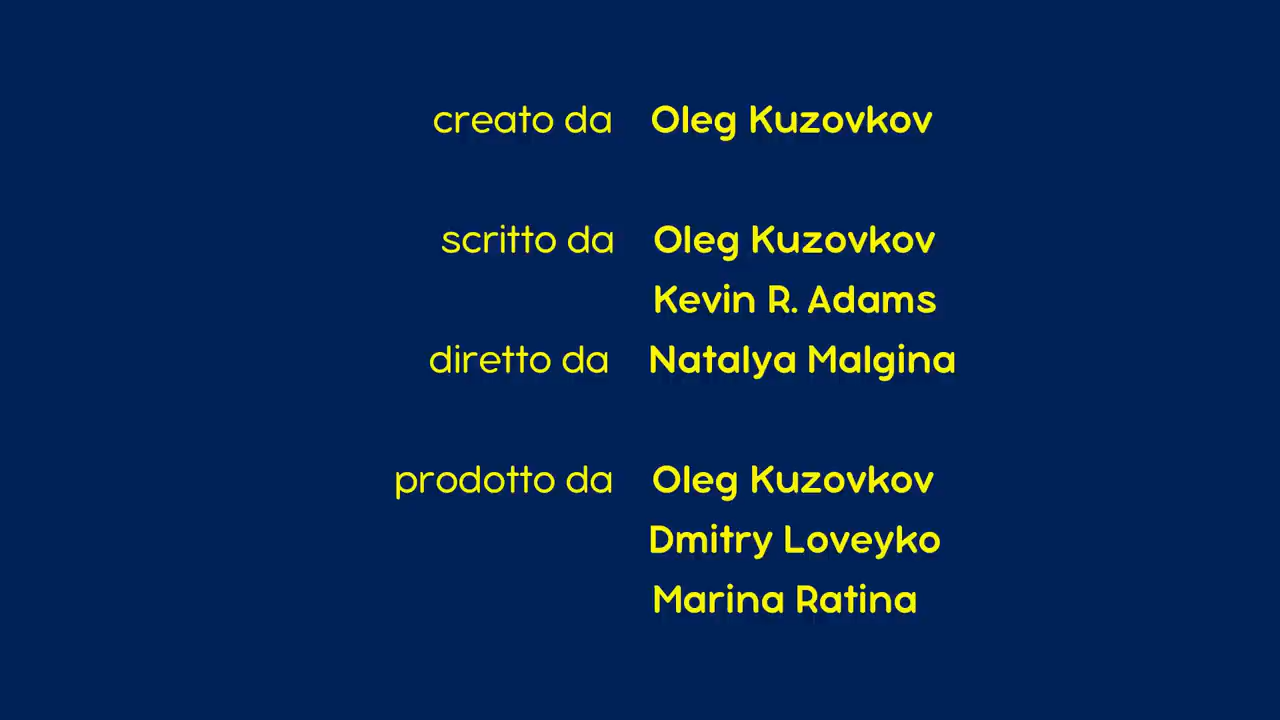 creato da Oleg Kuzovkov
scritto da Oleg Kuzovkov
Kevin R. Adams
diretto da Natalya Malgina
prodotto da Oleg Kuzovkov
Dmitry Loveyko
Marina Ratina